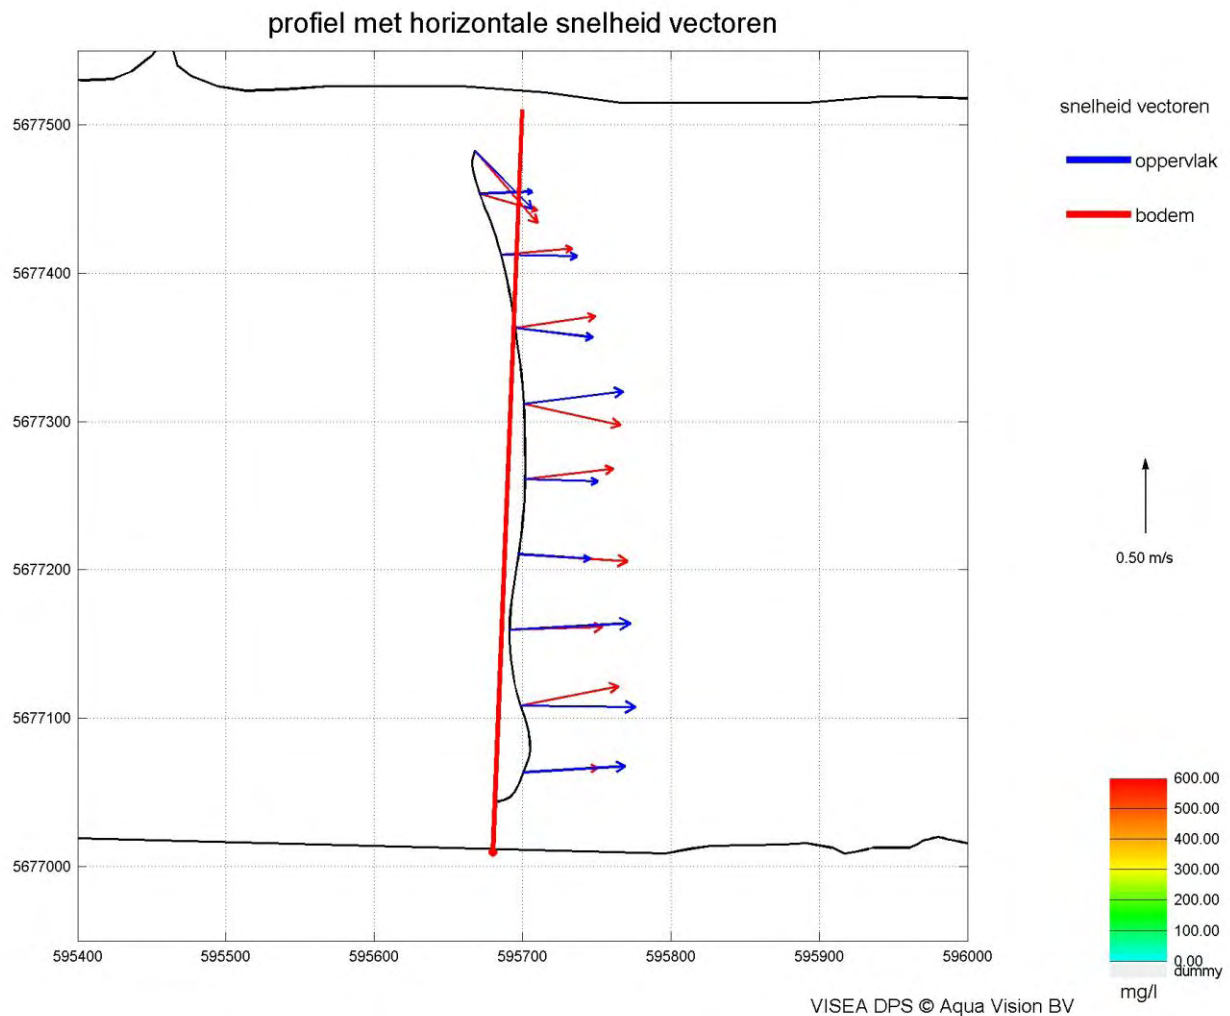 profiel met horizontale snelheid vectoren
snelheid vectoren
oppervlak
bodem
5677500
5677400
5677300
5677200
5677100
5677000
0.50 m/s
600.00
500.00
400.00
300.00
200.00
100.00
0.00
dummy
mg/l
595400
595500
595600
595700
595800
595900
596000
VISEA DPS © Aqua Vision BV